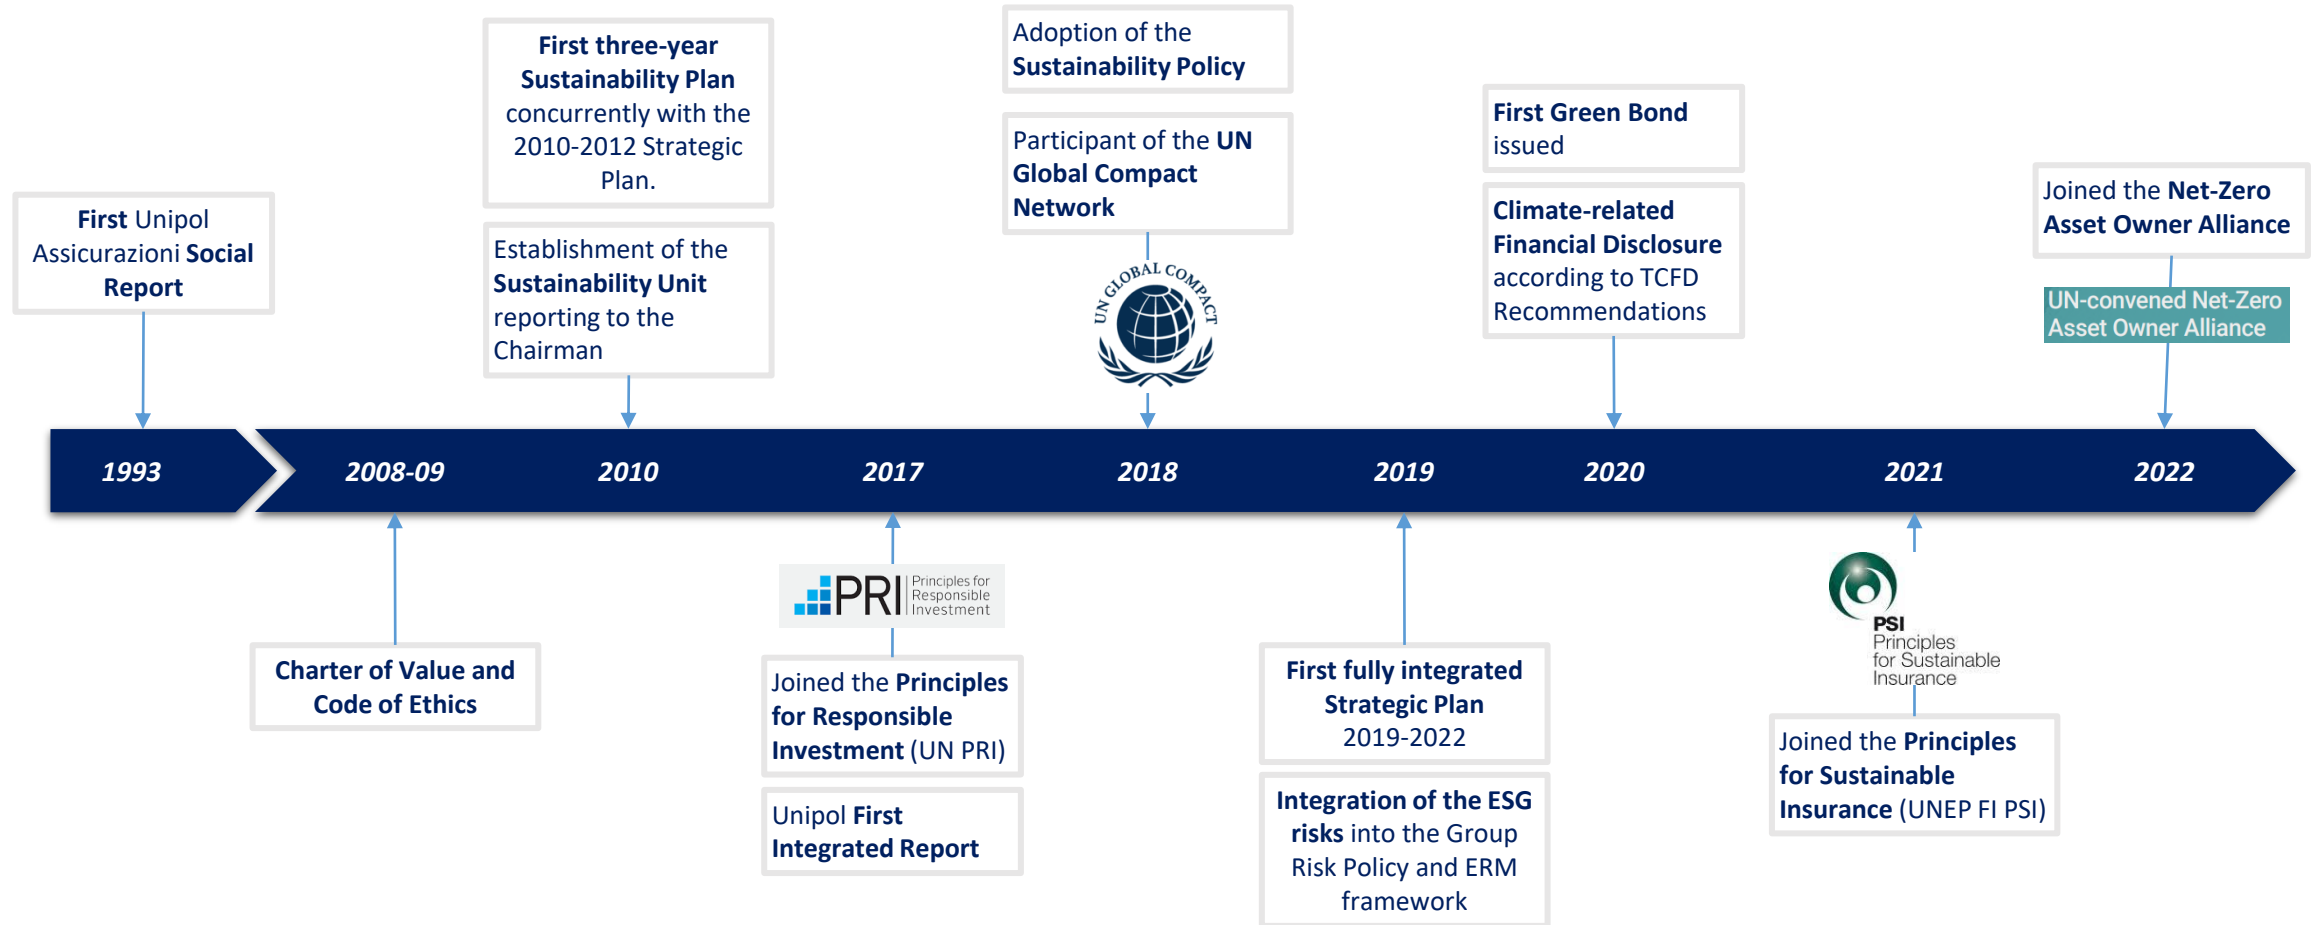 First Unipol
Assicurazioni Social
Report
First three-year
Sustainability Plan
concurrently with the
2010-2012 Strategic
Plan.
Establishment of the
Sustainability Unit
reporting to the
Chairman
Adoption of the
Sustainability Policy
Participant of the UN
Global Compact
Network
UN GLOBAL COMPACT
First Green Bond
issued
Climate-related
Financial Disclosure
according to TCFD
Recommendations
Joined the Net-Zero
Asset Owner Alliance
UN-convened Net-Zero
Asset Owner Alliance
1993
2008-09
2010
2017
2018
2019
2020
2021
2022
Charter of Value and
Code of Ethics
PRI
Principles for
Responsible
Investment
Joined the Principles
for Responsible
Investment (UN PRI)
Unipol First
Integrated Report
First fully integrated
Strategic Plan
2019-2022
Integration of the ESG
risks into the Group
Risk Policy and ERM
framework
PSI
Principles
for Sustainable
Insurance
Joined the Principles
for Sustainable
Insurance (UNEP FI PSI)